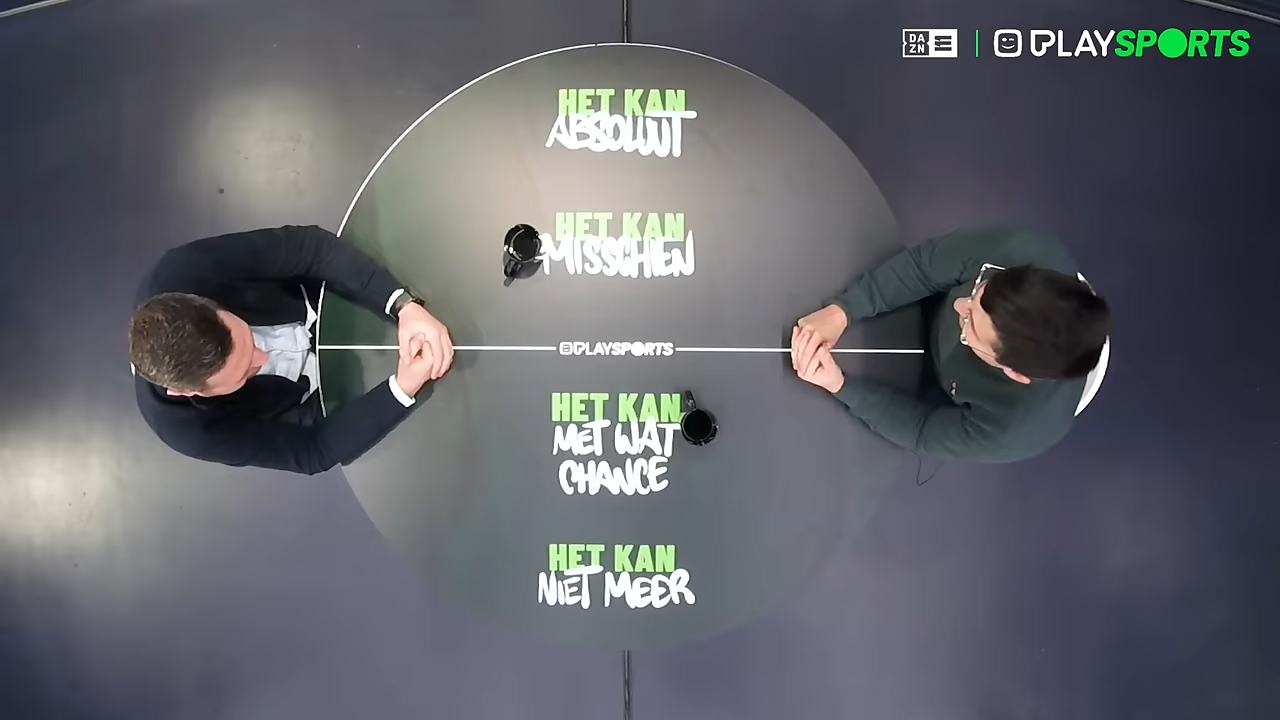 DAZN E | PLAYSPORTS
HET KAN
ABSOLUUT
HET KAN
MISSCHIEN
PLAYSPORTS
HET KAN
MET WAT
CHANCE
HET KAN
NIET MEER